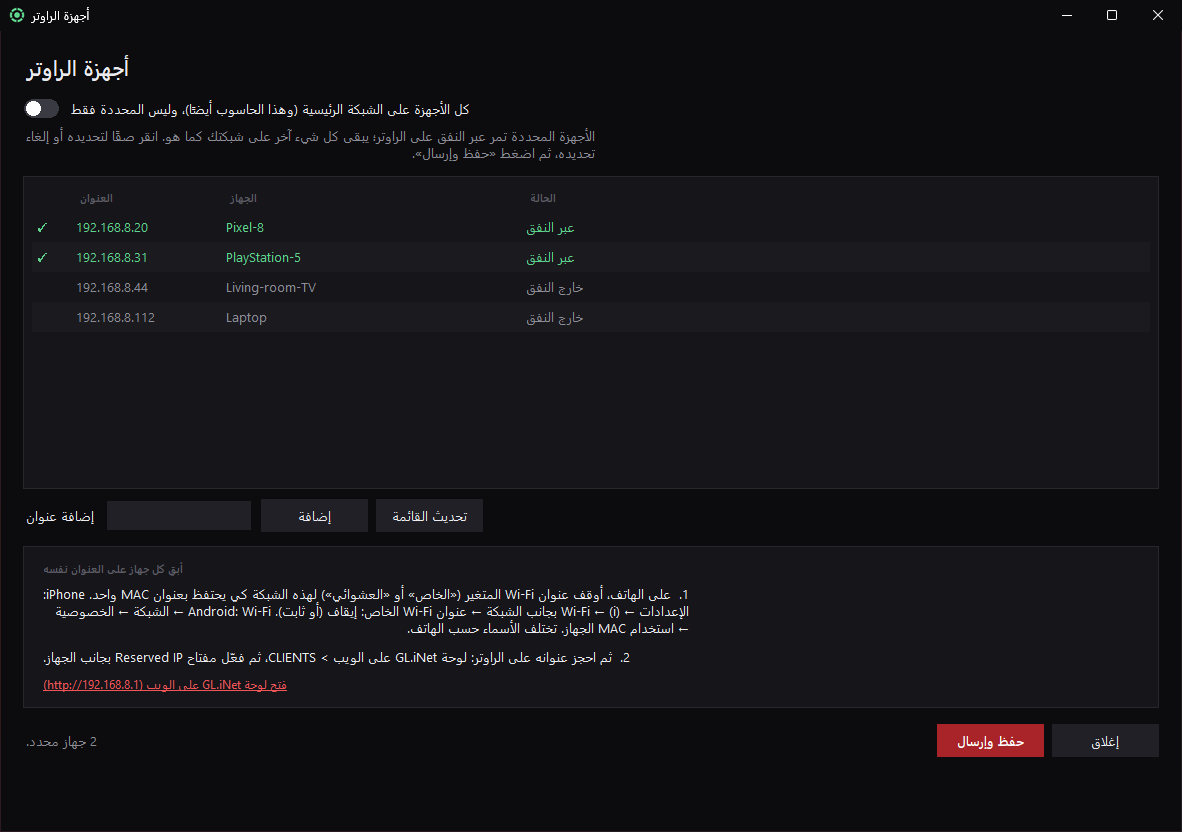 أجهزة الراوتر
أجهزة الراوتر
كل الأجهزة على الشبكة الرئيسية (وهذا الحاسوب أيضًا)، وليس المحددة فقط
الأجهزة المحددة تمر عبر النفق على الراوتر؛ يبقى كل شيء آخر على شبكتك كما هو. انقر صفًا لتحديده أو إلغاء
تحديده، ثم اضغط «حفظ وإرسال».
العنوان الجهاز الحالة
✓ 192.168.8.20 Pixel-8 عبر النفق
✓ 192.168.8.31 PlayStation-5 عبر النفق
192.168.8.44 Living-room-TV خارج النفق
192.168.8.112 Laptop خارج النفق
إضافة عنوان إضافة تحديث القائمة
أبق كل جهاز على العنوان نفسه
1. على الهاتف، أوقف عنوان Wi-Fi المتغير («الخاص» أو «العشوائي») لهذه الشبكة كي يحتفظ بعنوان MAC واحد. iPhone:
الإعدادات ← Wi-Fi ← (i) بجانب الشبكة ← عنوان Wi-Fi الخاص: إيقاف (أو ثابت). Android: Wi-Fi ← الشبكة ← الخصوصية
← استخدام MAC الجهاز. تختلف الأسماء حسب الهاتف.
2. ثم احجز عنوانه على الراوتر: لوحة GL.iNet على الويب > CLIENTS، ثم فعّل مفتاح Reserved IP بجانب الجهاز.
فتح لوحة GL.iNet على الويب (http://192.168.8.1)
2 جهاز محدد.
حفظ وإرسال
إغلاق